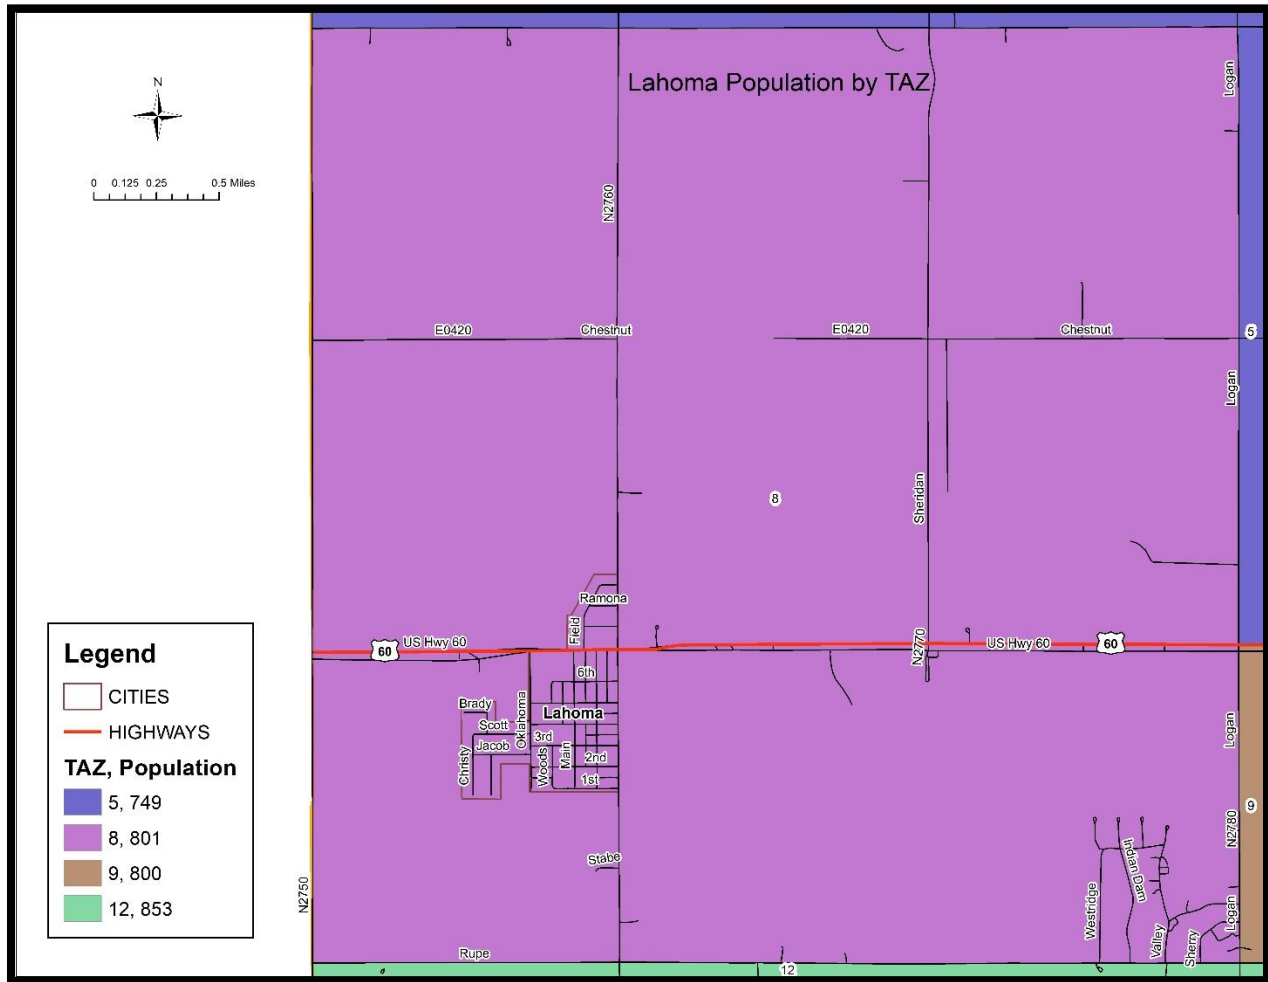 Lahoma Population by TAZ
N
0 0.125 0.25 0.5 Miles
Logan
N2760
E0420
Chestnut
E0420
Chestnut
5
Logan
Sheridan
8
Ramona
Field
US Hwy 60
60
N2770
US Hwy 60
60
6th
Brady
Oklahoma
Lahoma
Scott
3rd
Jacob
Christy
Woods
Main
2nd
1st
Logan
9
N2780
Stabe
N2750
Indian Dam
Westridge
Logan
Valley
Sherry
Rupe
12
Legend
CITIES
HIGHWAYS
TAZ, Population
5, 749
8, 801
9, 800
12, 853